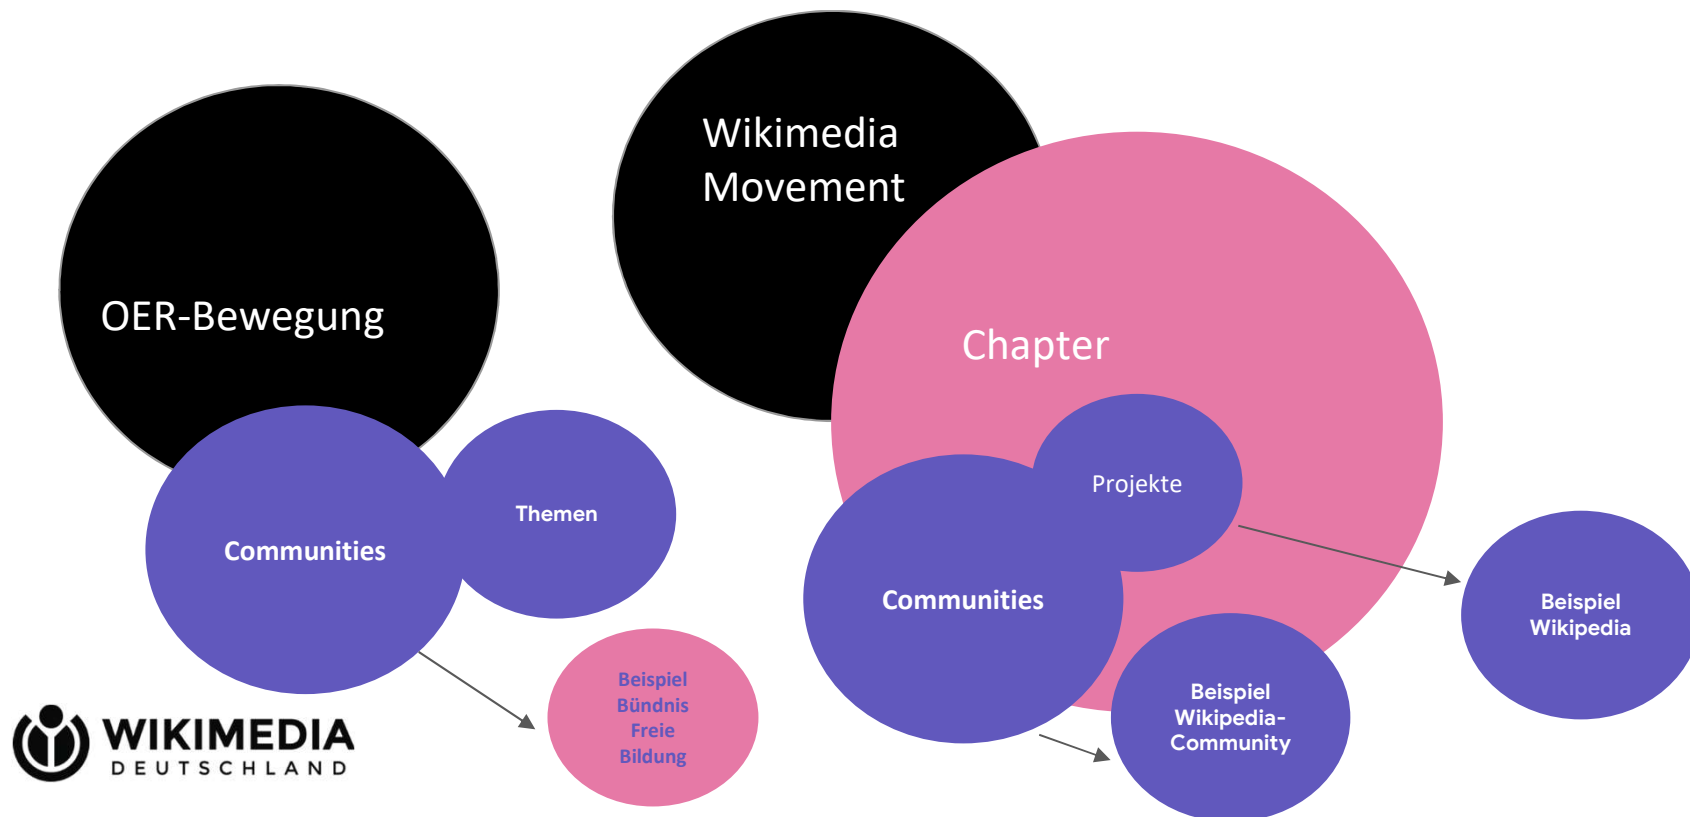 Wikimedia
Movement
OER-Bewegung
Chapter
Projekte
Themen
Communities
Communities
Beispiel
Wikipedia
Beispiel
Bündnis
Freie
Bildung
Beispiel
Wikipedia-
Community
WIKIMEDIA
DEUTSCHLAND